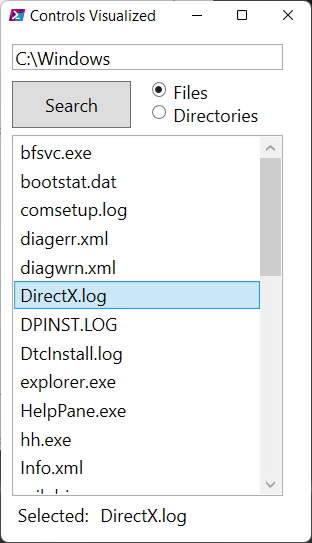 Controls Visualized
C:\Windows
Search
Files
Directories
bfsvc.exe
bootstat.dat
comsetup.log
diagerr.xml
diagwrn.xml
DirectX.log
DPINST.LOG
DtcInstall.log
explorer.exe
HelpPane.exe
hh.exe
Info.xml
Selected: DirectX.log